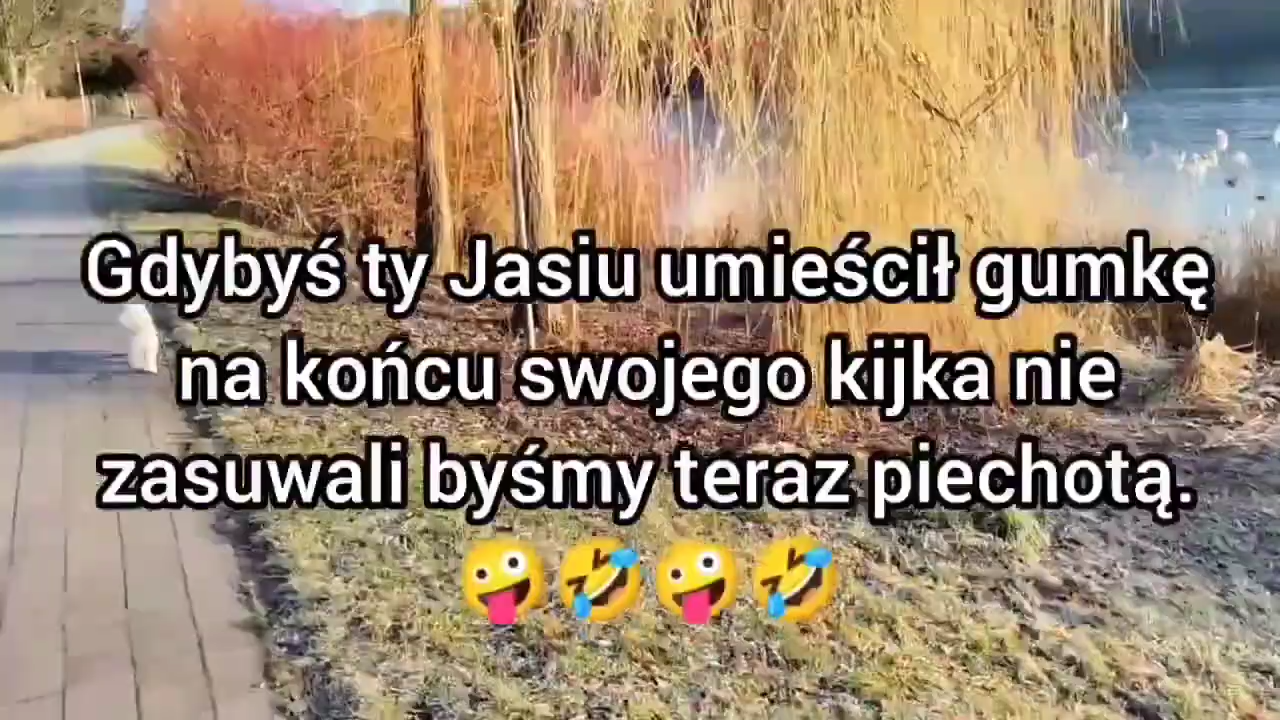 Gdybyś ty Jasiu umieścił gumkę
na końcu swojego kijka nie
zasuwali byśmy teraz piechotą.
🤪🤣🤪🤣